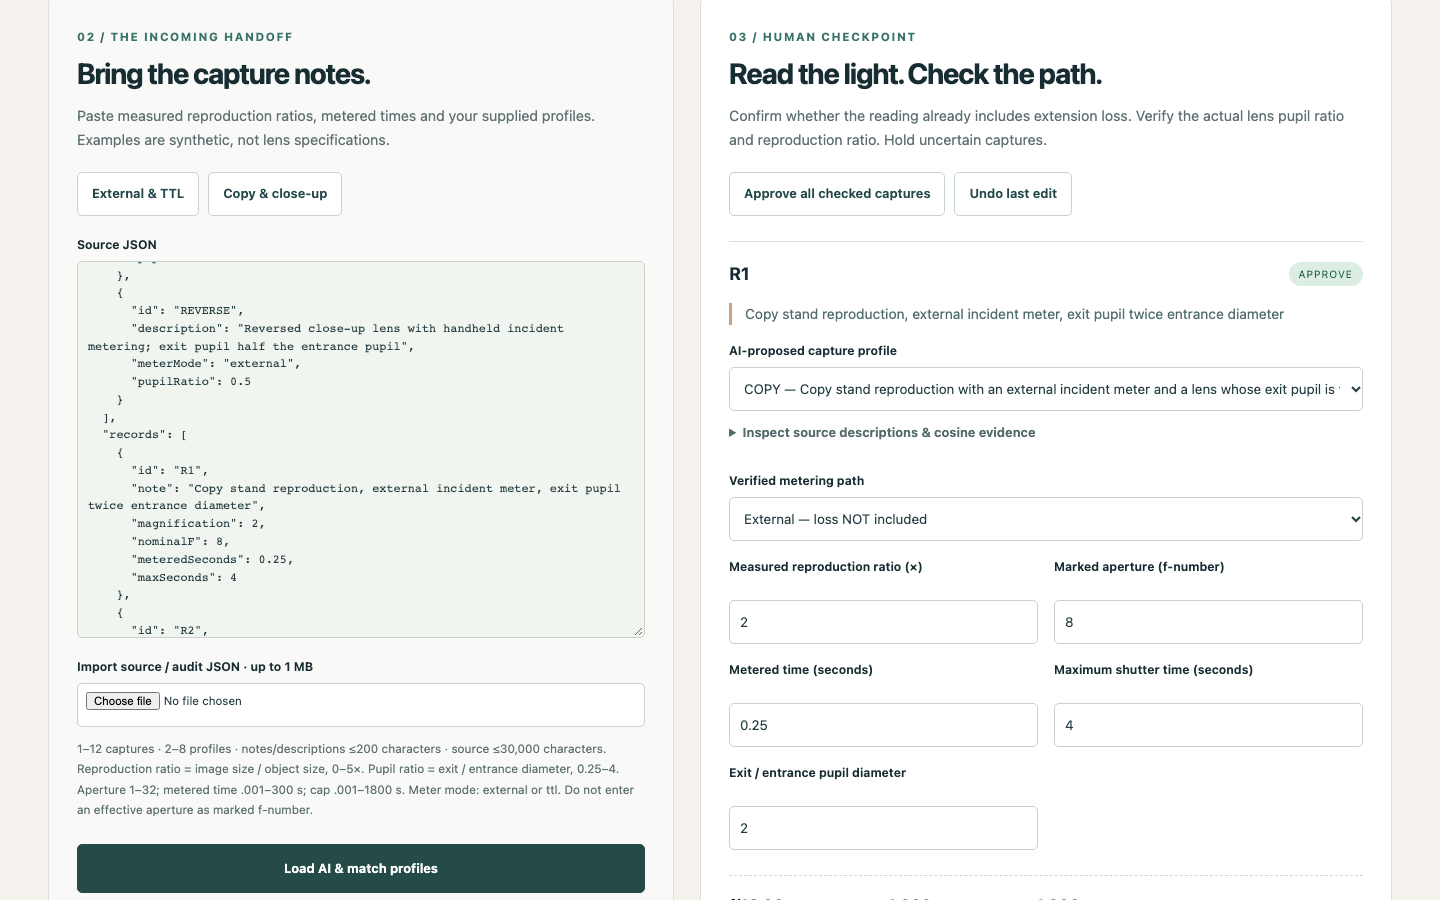 02 / THE INCOMING HANDOFF
Bring the capture notes.
Paste measured reproduction ratios, metered times and your supplied profiles.
Examples are synthetic, not lens specifications.
External & TTL
Copy & close-up
Source JSON
},
{
"id": "REVERSE",
"description": "Reversed close-up lens with handheld incident
metering; exit pupil half the entrance pupil",
"meterMode": "external",
"pupilRatio": 0.5
}
],
"records": [
{
"id": "R1",
"note": "Copy stand reproduction, external incident meter, exit pupil
twice entrance diameter",
"magnification": 2,
"nominalF": 8,
"meteredSeconds": 0.25,
"maxSeconds": 4
},
{
"id": "R2",
Import source / audit JSON · up to 1 MB
Choose file No file chosen
1–12 captures · 2–8 profiles · notes/descriptions ≤200 characters · source ≤30,000 characters.
Reproduction ratio = image size / object size, 0–5×. Pupil ratio = exit / entrance diameter, 0.25–4.
Aperture 1–32; metered time .001–300 s; cap .001–1800 s. Meter mode: external or ttl. Do not enter
an effective aperture as marked f-number.
Load AI & match profiles
03 / HUMAN CHECKPOINT
Read the light. Check the path.
Confirm whether the reading already includes extension loss. Verify the actual lens pupil ratio
and reproduction ratio. Hold uncertain captures.
Approve all checked captures
Undo last edit
R1
APPROVE
Copy stand reproduction, external incident meter, exit pupil twice entrance diameter
AI-proposed capture profile
COPY — Copy stand reproduction with an external incident meter and a lens whose exit pupil is
Inspect source descriptions & cosine evidence
Verified metering path
External — loss NOT included
Measured reproduction ratio (×)
Marked aperture (f-number)
2
8
Metered time (seconds)
Maximum shutter time (seconds)
0.25
4
Exit / entrance pupil diameter
2